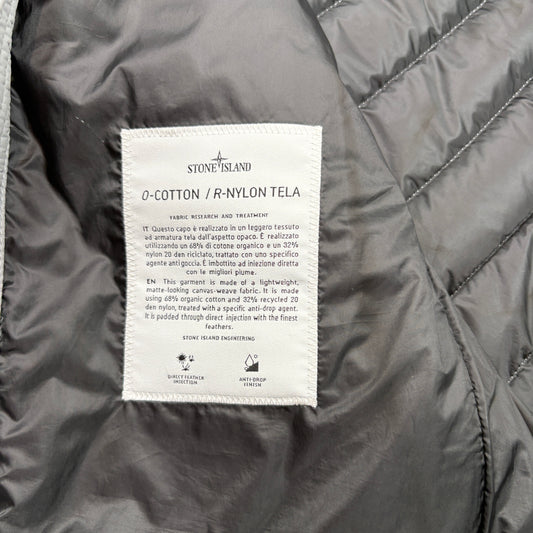 STONE ISLAND
O-COTTON / R-NYLON TELA
FABRIC RESEARCH AND TREATMENT
IT Questo capo è realizzato in un leggero tessuto
ad armatura tela dall'aspetto opaco. È realizzato
utilizzando un 68% di cotone organico e un 32%
nylon 20 den riciclato, trattato con uno specifico
agente antigoccia. È imbottito ad iniezione diretta
con le migliori piume.
EN This garment is made of a lightweight,
matte-looking canvas-weave fabric. It is made
using 68% organic cotton and 32% recycled 20
den nylon, treated with a specific anti-drop agent.
It is padded through direct injection with the finest
feathers.
STONE ISLAND ENGINEERING
DIRECT FEATHER
INJECTION
ANTI-DROP
FINISH